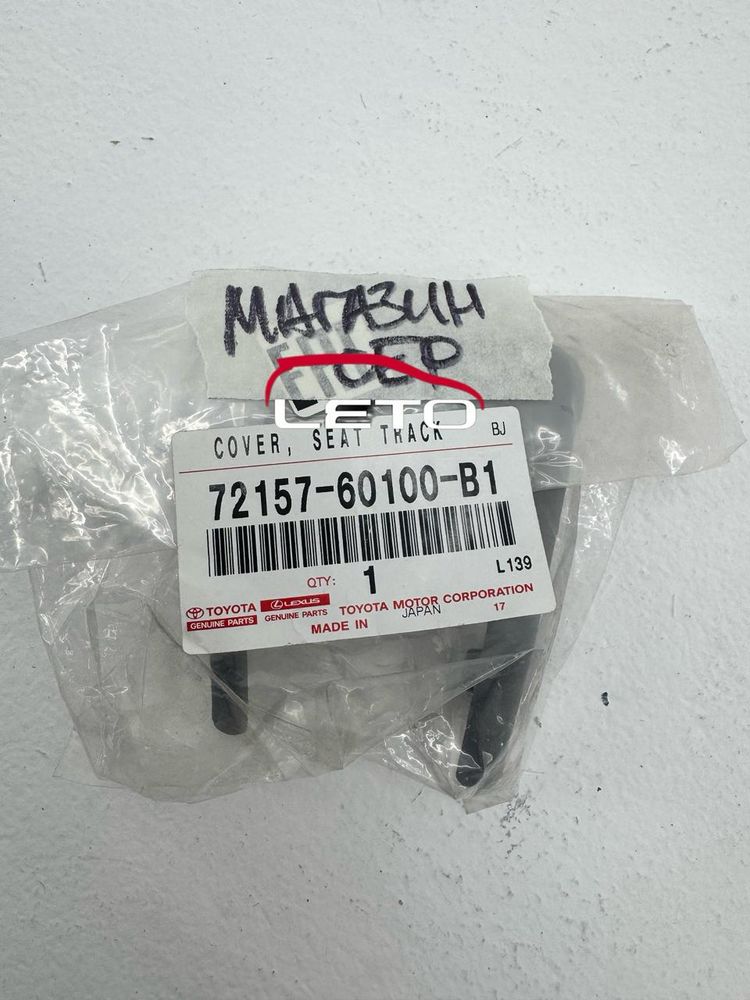 МАГАЗИН
СЕР
LETO
COVER, SEAT TRACK BJ
72157-60100-B1
QTY: 1 L139
TOYOTA LEXUS TOYOTA MOTOR CORPORATION
GENUINE PARTS GENUINE PARTS
MADE IN JAPAN 17